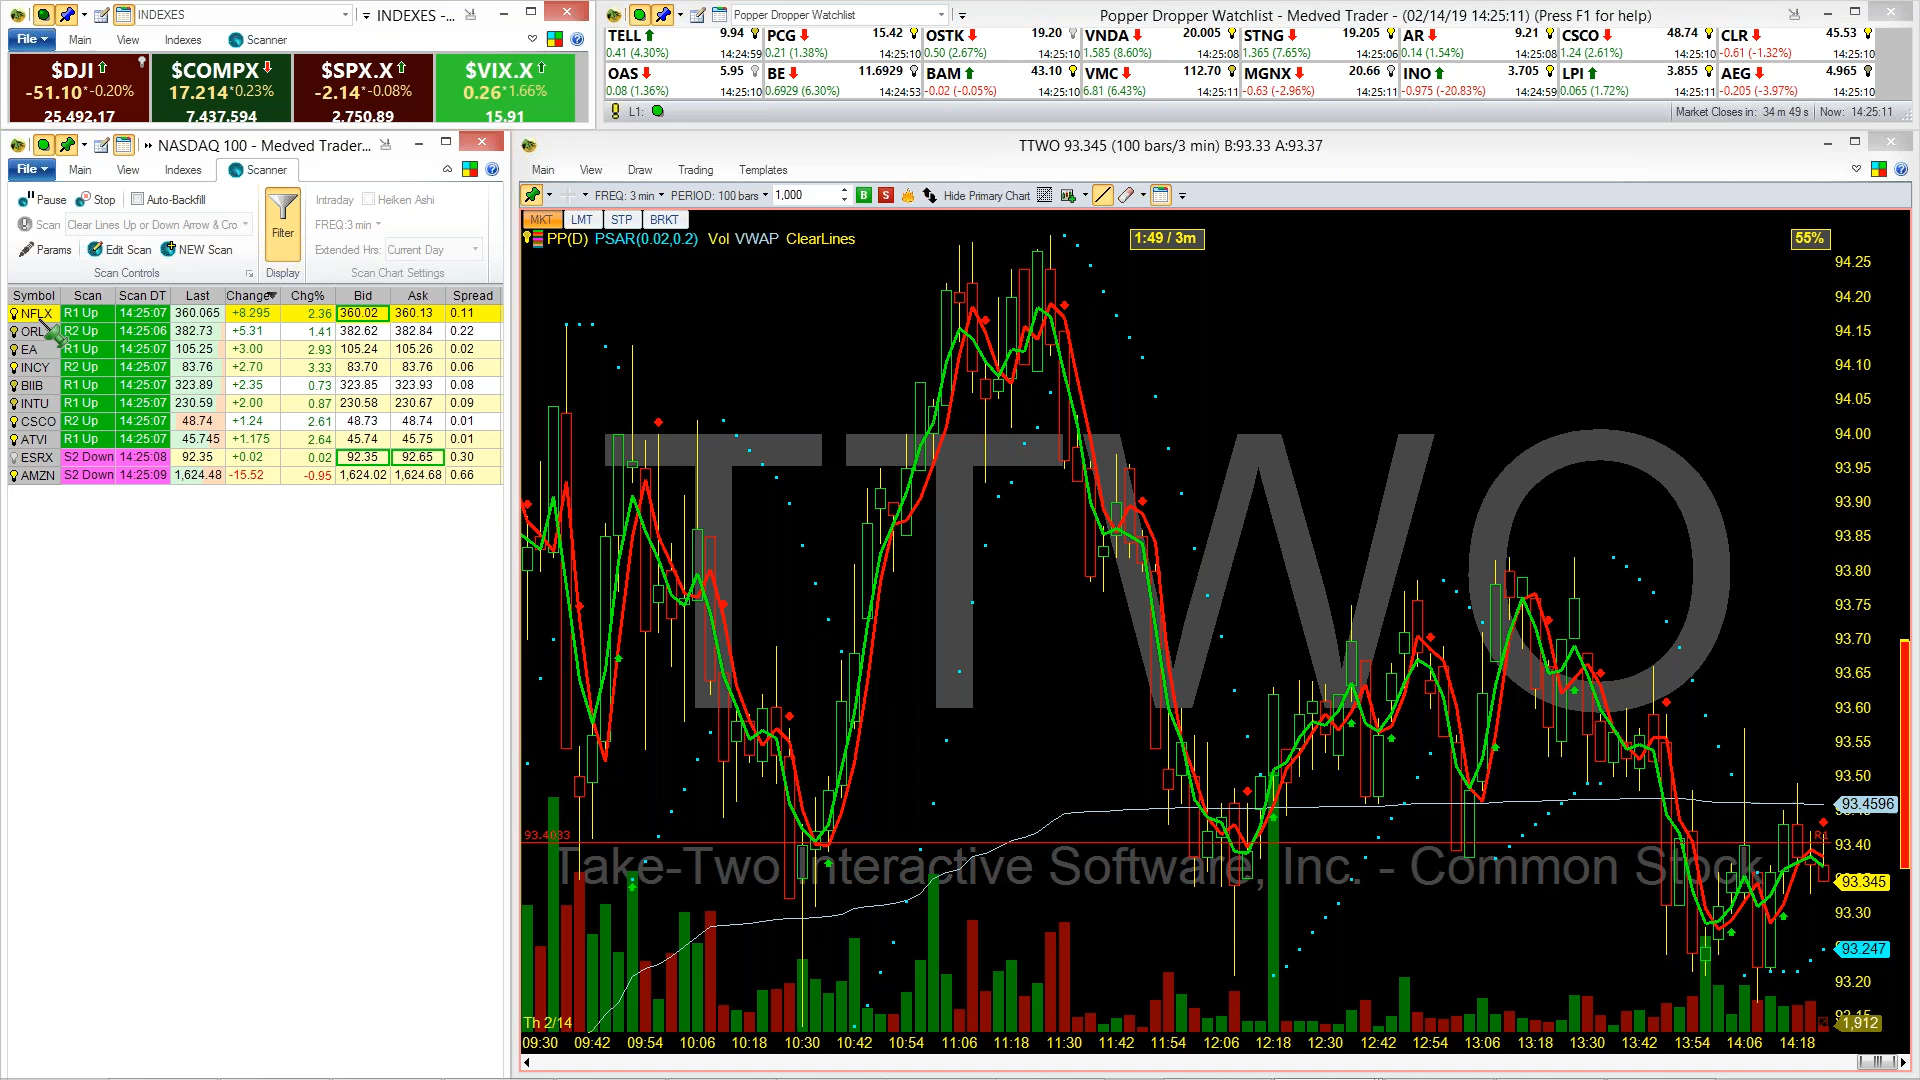 INDEXES
INDEXES -...
File Main View Indexes Scanner
$DJI $COMPX $SPX.X $VIX.X
-51.10 -0.20% 17.214 0.23% -2.14 -0.08% 0.26 1.66%
25,492.17 7,437.594 2,750.89 15.91
Popper Dropper Watchlist
Popper Dropper Watchlist - Medved Trader - (02/14/19 14:25:11) (Press F1 for help)
TELL 9.94 PCG 15.42 OSTK 19.20 VNDA 20.005 STNG 19.205 AR 9.21 CSCO 48.74 CLR 45.53
0.41 (4.30%) 14:24:59 0.21 (1.38%) 14:25:10 0.50 (2.67%) 14:25:10 1.585 (8.60%) 14:25:08 1.365 (7.65%) 14:25:06 0.14 (1.54%) 14:25:08 1.24 (2.61%) 14:25:10 -0.61 (-1.32%) 14:25:10
OAS 5.95 BE 11.6929 BAM 43.10 VMC 112.70 MGNX 20.66 INO 3.705 LPI 3.855 AEG 4.965
0.08 (1.36%) 14:25:10 0.6929 (6.30%) 14:24:53 -0.02 (-0.05%) 14:25:10 6.81 (6.43%) 14:25:11 -0.63 (-2.96%) 14:25:11 -0.975 (-20.83%) 14:24:59 0.065 (1.72%) 14:25:11 -0.205 (-3.97%) 14:25:10
L1: Market Closes in: 34 m 49 s Now: 14:25:11
NASDAQ 100 - Medved Trader...
File Main View Indexes Scanner
Pause Stop Auto-Backfill
Scan Clear Lines Up or Down Arrow & Cro
Params Edit Scan NEW Scan
Scan Controls
Filter
Display
Intraday Heiken Ashi
FREQ:3 min
Extended Hrs: Current Day
Scan Chart Settings
Symbol Scan Scan DT Last Change Chg% Bid Ask Spread
NFLX R1 Up 14:25:07 360.065 +8.295 2.36 360.02 360.13 0.11
ORL R2 Up 14:25:06 382.73 +5.31 1.41 382.62 382.84 0.22
EA R1 Up 14:25:07 105.25 +3.00 2.93 105.24 105.26 0.02
INCY R2 Up 14:25:07 83.76 +2.70 3.33 83.70 83.76 0.06
BIIB R1 Up 14:25:07 323.89 +2.35 0.73 323.85 323.93 0.08
INTU R1 Up 14:25:07 230.59 +2.00 0.87 230.58 230.67 0.09
CSCO R2 Up 14:25:07 48.74 +1.24 2.61 48.73 48.74 0.01
ATVI R1 Up 14:25:07 45.745 +1.175 2.64 45.74 45.75 0.01
ESRX S2 Down 14:25:08 92.35 +0.02 0.02 92.35 92.65 0.30
AMZN S2 Down 14:25:09 1,624.48 -15.52 -0.95 1,624.02 1,624.68 0.66
TTWO 93.345 (100 bars/3 min) B:93.33 A:93.37
Main View Draw Trading Templates
FREQ: 3 min PERIOD: 100 bars 1,000 B S Hide Primary Chart
MKT LMT STP BRKT
PP(D) PSAR(0.02,0.2) Vol VWAP ClearLines
1:49 / 3m
55%
94.25
94.20
94.15
94.10
94.05
94.00
93.95
93.90
93.85
93.80
93.75
93.70
93.65
93.60
93.55
93.50
93.4596
93.40
93.345
93.30
93.247
93.20
1,912
TTWO
Take-Two Interactive Software, Inc. - Common Stock
93.4033
R1
Th 2/14
09:30 09:42 09:54 10:06 10:18 10:30 10:42 10:54 11:06 11:18 11:30 11:42 11:54 12:06 12:18 12:30 12:42 12:54 13:06 13:18 13:30 13:42 13:54 14:06 14:18